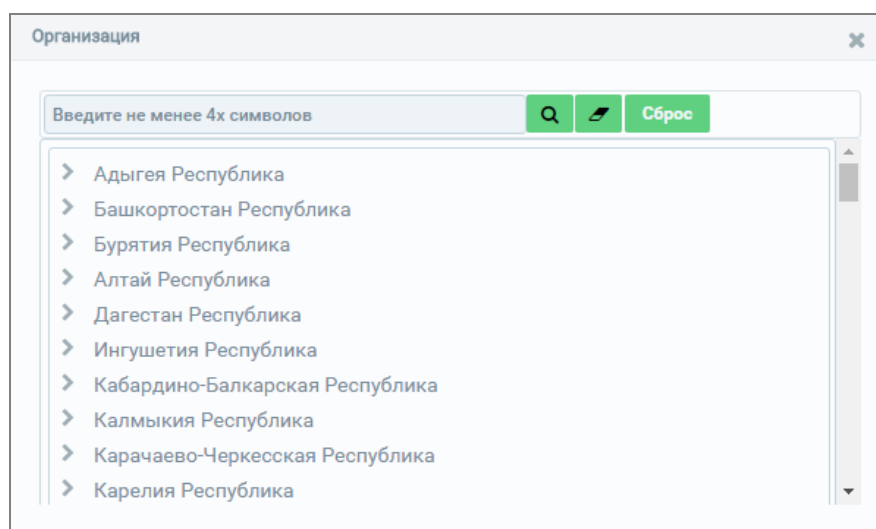 Организация
Введите не менее 4х символов
Сброс
Адыгея Республика
Башкортостан Республика
Бурятия Республика
Алтай Республика
Дагестан Республика
Ингушетия Республика
Кабардино-Балкарская Республика
Калмыкия Республика
Карачаево-Черкесская Республика
Карелия Республика